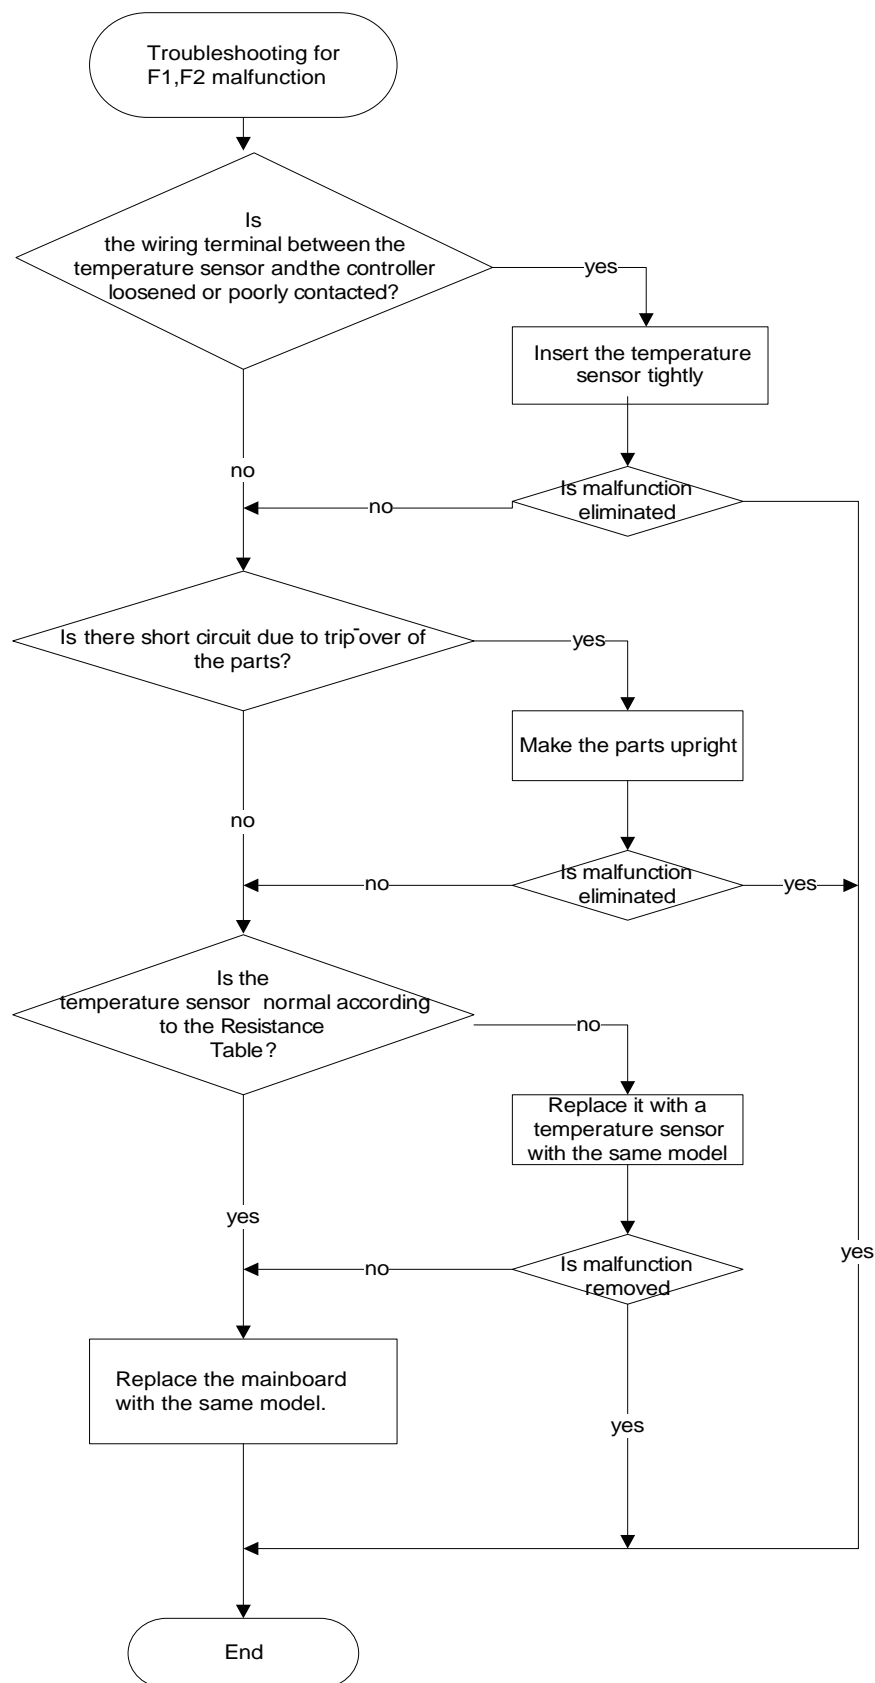 Troubleshooting for
F1,F2 malfunction
Is
the wiring terminal between the
temperature sensor and the controller
loosened or poorly contacted?
yes
Insert the temperature
sensor tightly
no
Is malfunction
eliminated
no
Is there short circuit due to trip-over of
the parts?
yes
Make the parts upright
no
Is malfunction
eliminated
no
yes
Is the
temperature sensor normal according
to the Resistance
Table?
no
Replace it with a
temperature sensor
with the same model
yes
Is malfunction
removed
no
yes
Replace the mainboard
with the same model.
yes
End